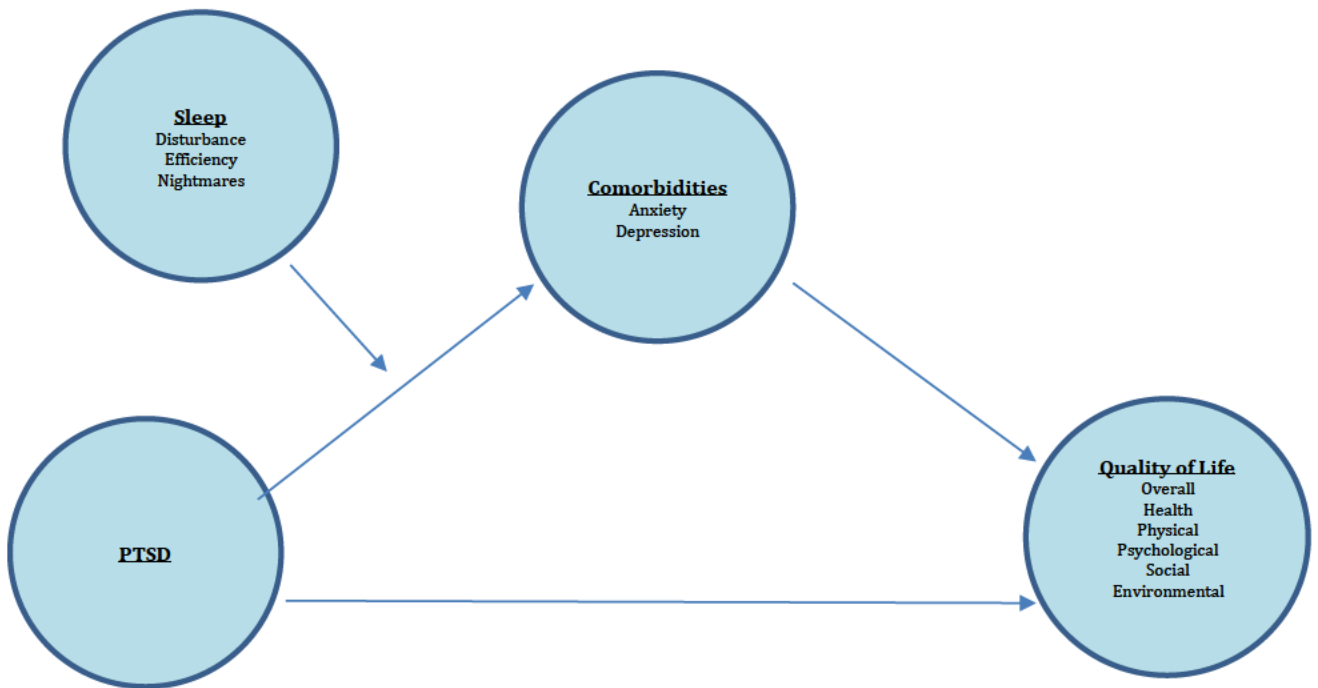 Sleep
Disturbance
Efficiency
Nightmares
Comorbidities
Anxiety
Depression
PTSD
Quality of Life
Overall
Health
Physical
Psychological
Social
Environmental